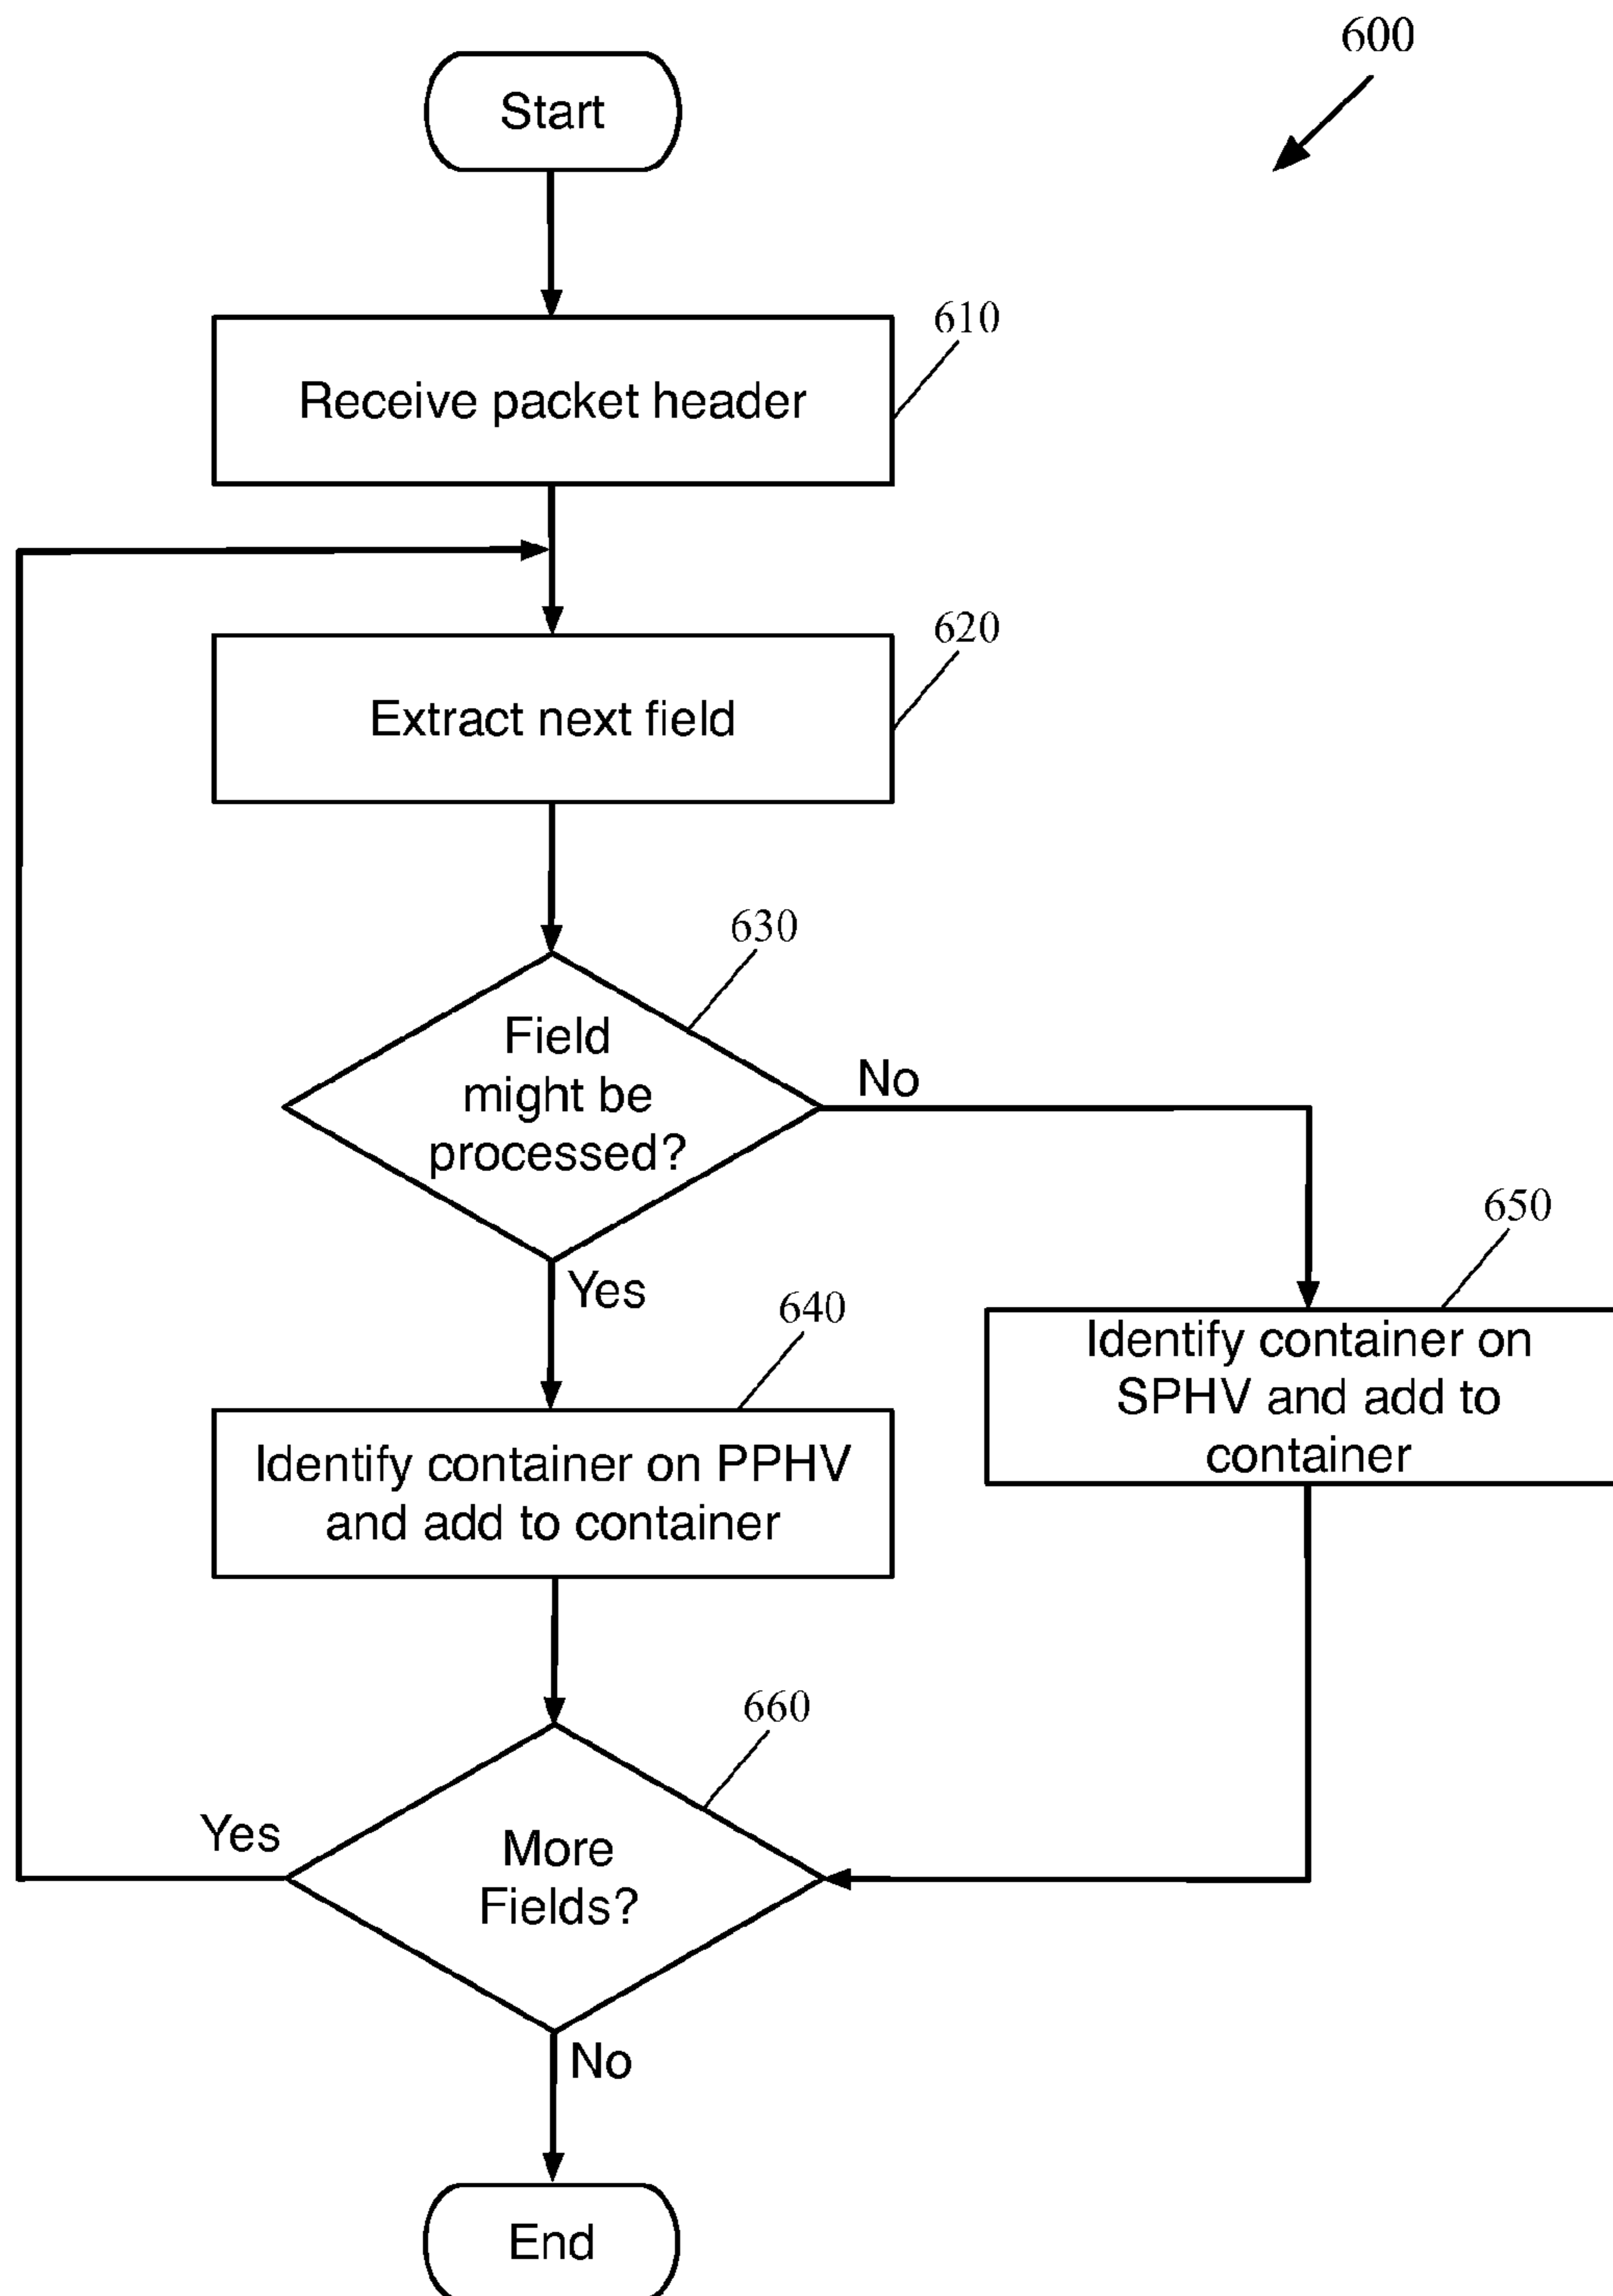 600
Start
610
Receive packet header
620
Extract next field
630
Field
might be
processed?
No
Yes
650
Identify container on
SPHV and add to
container
640
Identify container on PPHV
and add to container
660
Yes
More
Fields?
No
End